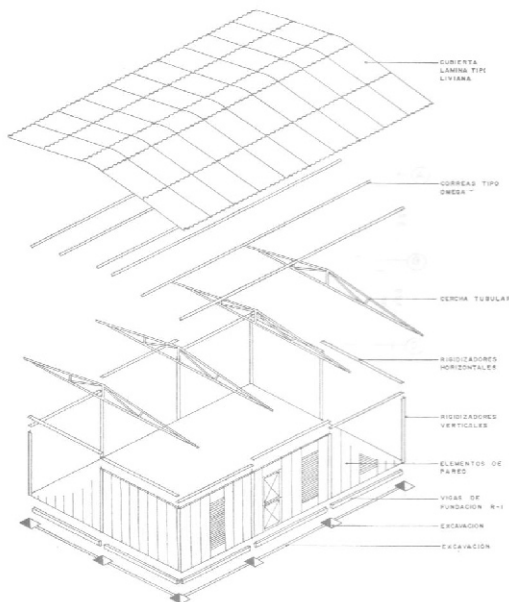 CUBIERTA
LAMINA TIPO
LIVIANA
CORREAS TIPO
OMEGA
CERCHA TUBULAR
RIGIDIZADORES
HORIZONTALES
RIGIDIZADORES
VERTICALES
ELEMENTOS DE
PARED
VIGAS DE
FUNDACION R-1
EXCAVACION
EXCAVACION